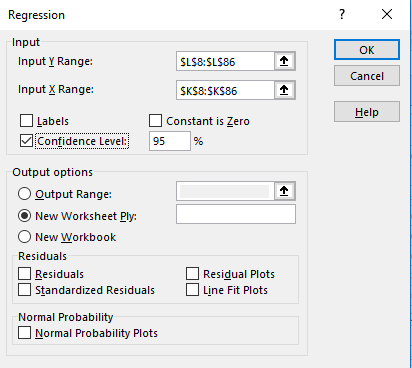 Regression
Input
Input Y Range: $L$8:$L$86
Input X Range: $K$8:$K$86
Labels Constant is Zero
Confidence Level: 95 %
OK
Cancel
Help
Output options
Output Range:
New Worksheet Ply:
New Workbook
Residuals
Residuals Residual Plots
Standardized Residuals Line Fit Plots
Normal Probability
Normal Probability Plots